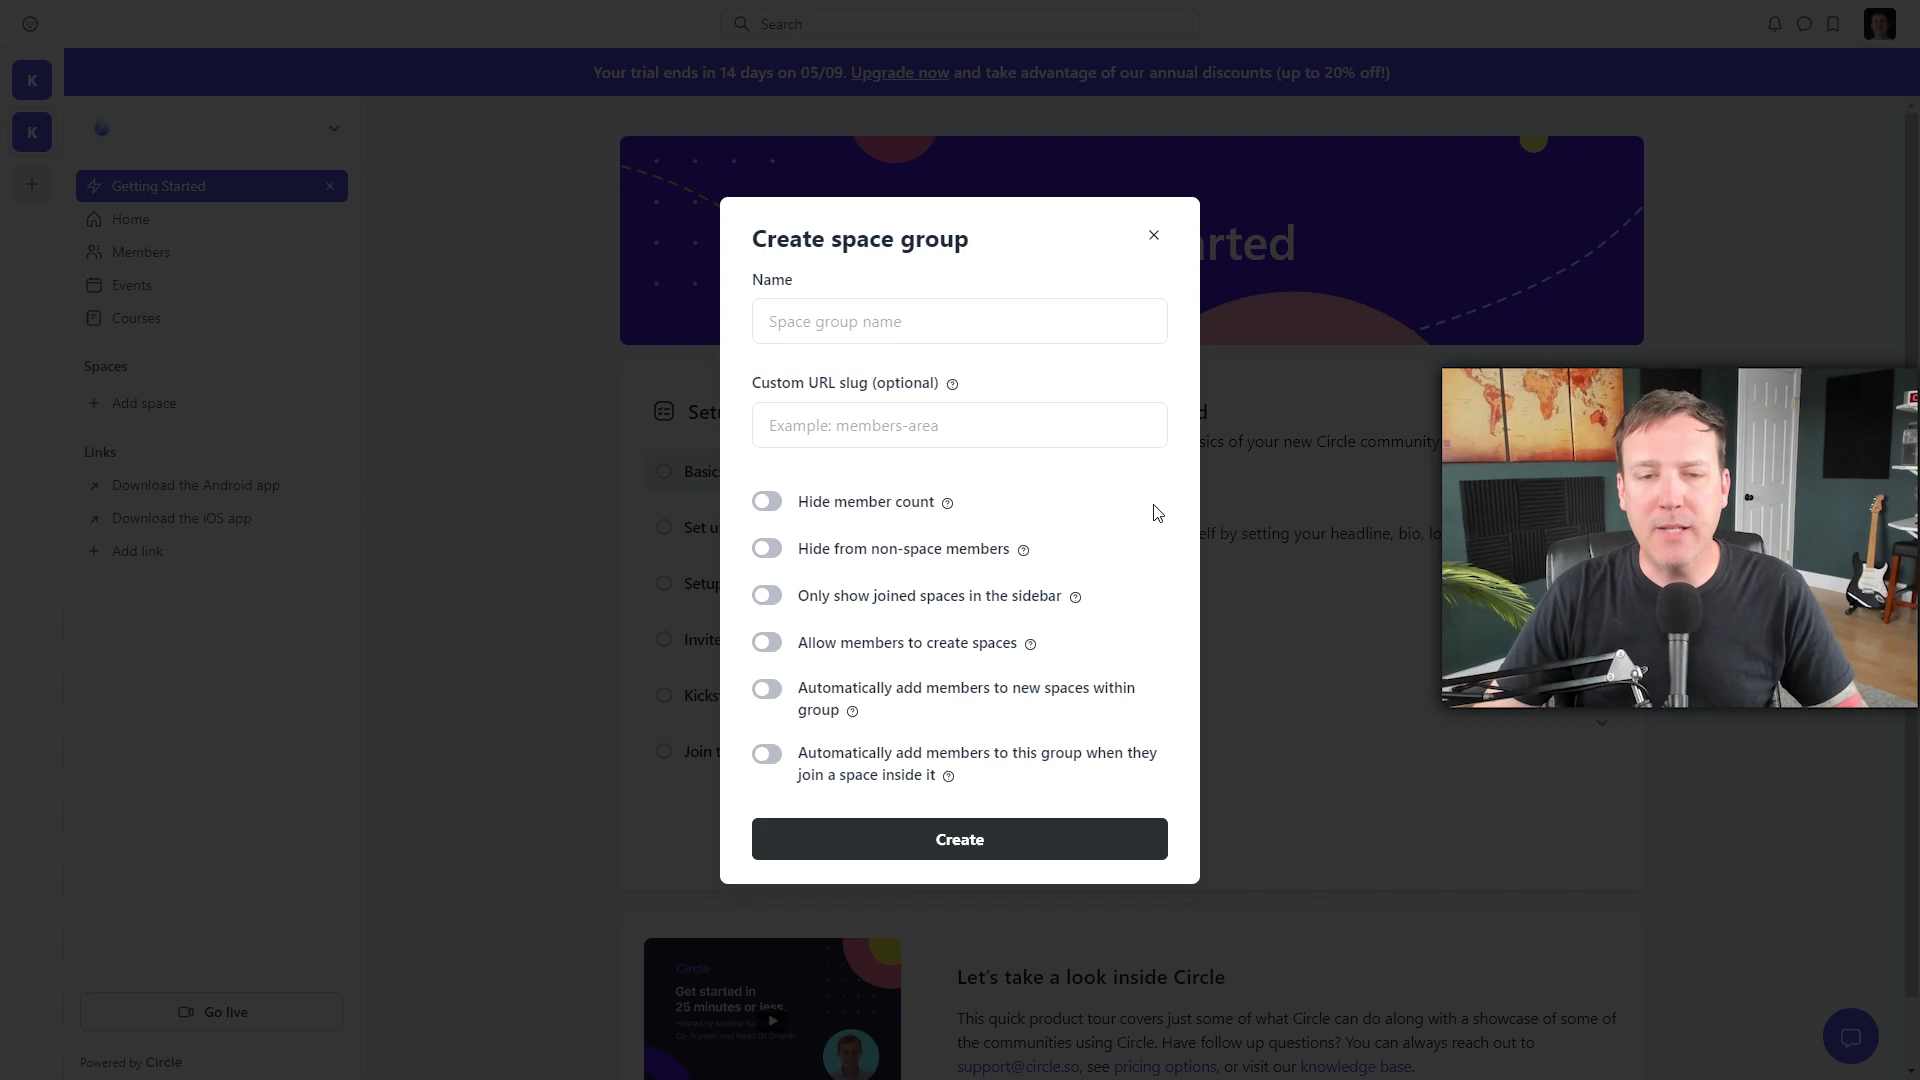 Search
Your trial ends in 14 days on 05/09. Upgrade now and take advantage of our annual discounts (up to 20% off!)
K
K
Getting Started
Home
Members
Events
Courses
Spaces
Add space
Links
Download the Android app
Download the iOS app
Add link
Go live
Powered by Circle
arted
Create space group
Name
Space group name
Custom URL slug (optional)
Example: members-area
Hide member count
Hide from non-space members
Only show joined spaces in the sidebar
Allow members to create spaces
Automatically add members to new spaces within
group
Automatically add members to this group when they
join a space inside it
Create
Set
Basic
Set u
Setup
Invite
Kicks
Join t
d
sics of your new Circle community
elf by setting your headline, bio, lo
Circle
Get started in
25 minutes or less.
Let’s take a look inside Circle
This quick product tour covers just some of what Circle can do along with a showcase of some of
the communities using Circle. Have follow up questions? You can always reach out to
support@circle.so, see pricing options, or visit our knowledge base.